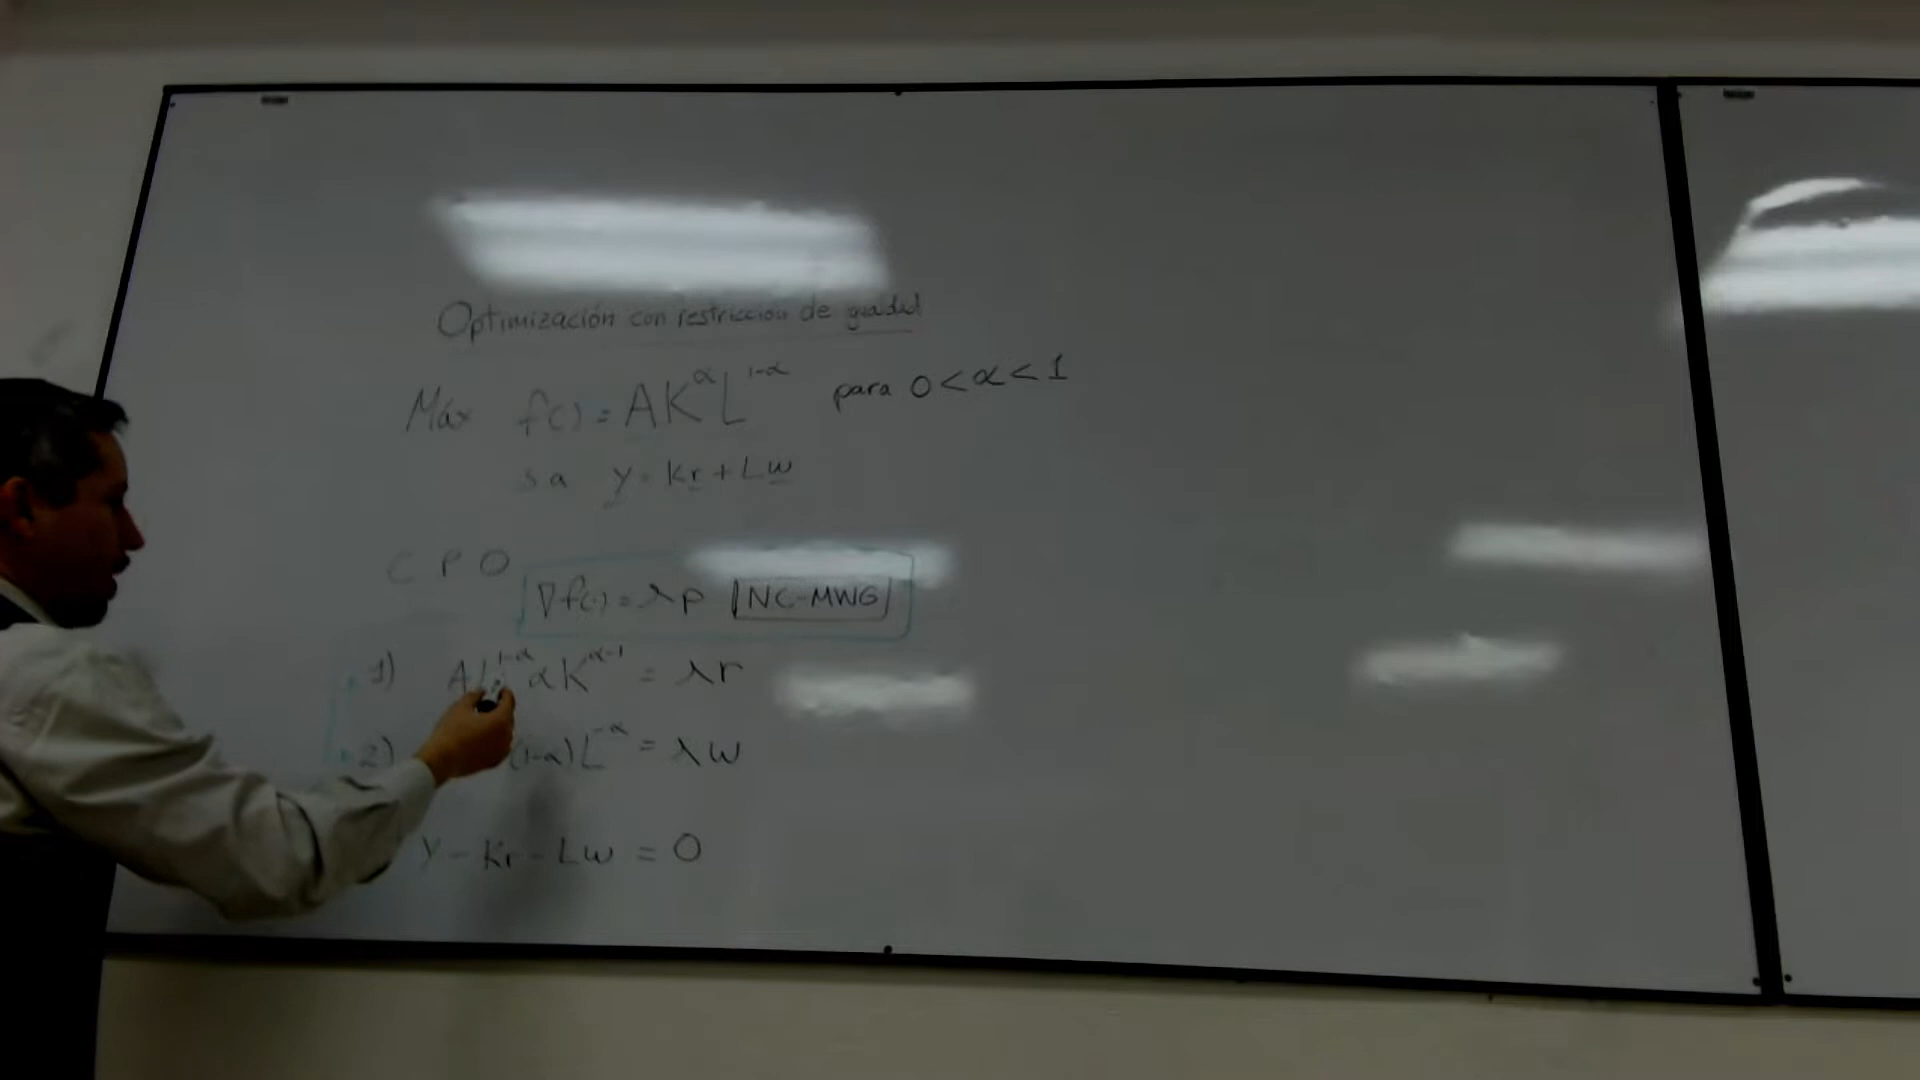 Optimización con restricción de igualdad
Máx f(·) = AK^α L^1-α para 0 < α < 1
s a y = Kr + Lw
C P O
∇f(·) = λp NC-MWG
1) AL^1-α αK^α-1 = λr
2) (1-α)L^-α = λw
y - Kr - Lw = 0